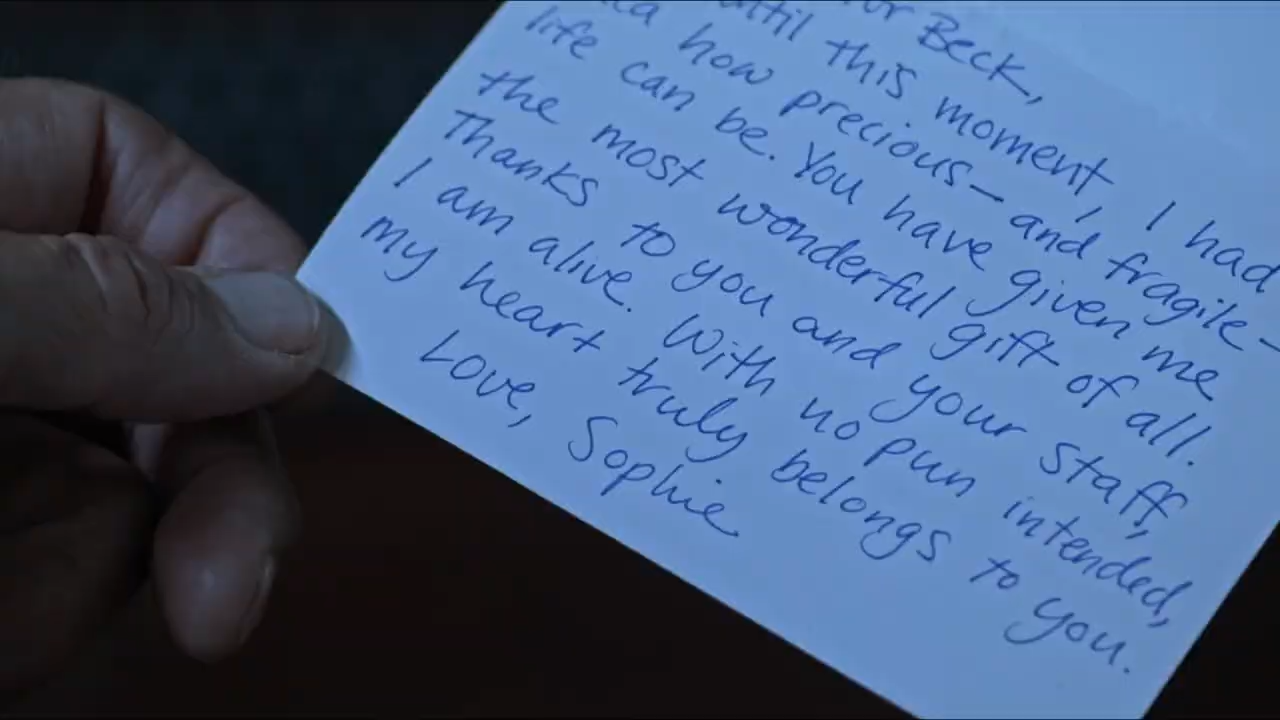 Beck,
this moment, I had
how precious— and fragile—
life can be. You have given me
the most wonderful gift of all.
Thanks to you and your staff,
I am alive. With no pun intended,
my heart truly belongs to you.
Love, Sophie